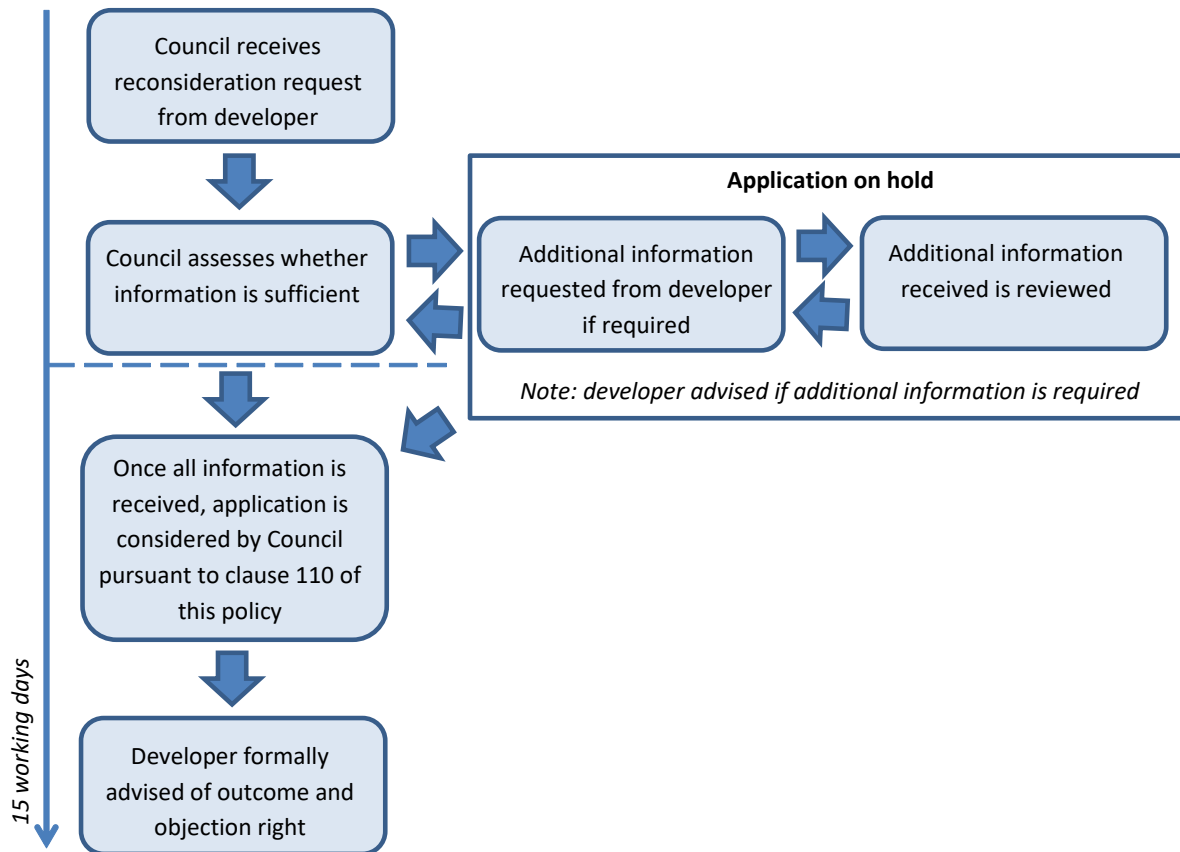 Council receives
reconsideration request
from developer
Application on hold
Council assesses whether
information is sufficient
Additional information
requested from developer
if required
Additional information
received is reviewed
Note: developer advised if additional information is required
Once all information is
received, application is
considered by Council
pursuant to clause 110 of
this policy
Developer formally
advised of outcome and
objection right
15 working days